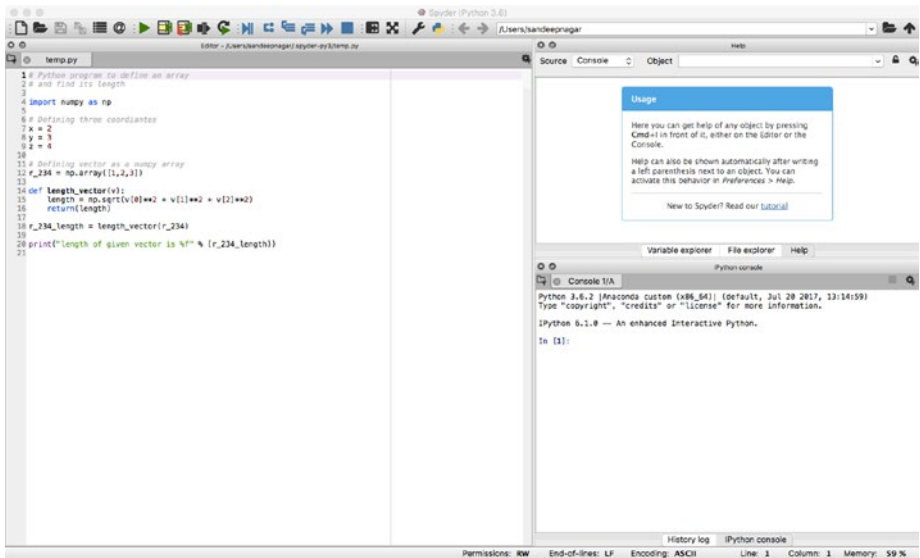 Spyder (Python 3.6)
/Users/sandeepnagar
Editor - /Users/sandeepnagar/.spyder-py3/temp.py
temp.py
1 # Python program to define an array
2 # and find its length
3
4 import numpy as np
5
6 # Defining three coordiantes
7 x = 2
8 y = 3
9 z = 4
10
11 # Defining vector as a numpy array
12 r_234 = np.array([1,2,3])
13
14 def length_vector(v):
15     length = np.sqrt(v[0]**2 + v[1]**2 + v[2]**2)
16     return(length)
17
18 r_234_length = length_vector(r_234)
19
20 print("length of given vector is %f" % (r_234_length))
21
Help
Source Console Object
Usage
Here you can get help of any object by pressing
Cmd+I in front of it, either on the Editor or the
Console.
Help can also be shown automatically after writing
a left parenthesis next to an object. You can
activate this behavior in Preferences > Help.
New to Spyder? Read our tutorial
Variable explorer File explorer Help
IPython console
Console 1/A
Python 3.6.2 |Anaconda custom (x86_64)| (default, Jul 20 2017, 13:14:59)
Type "copyright", "credits" or "license" for more information.
IPython 6.1.0 -- An enhanced Interactive Python.
In [1]:
History log IPython console
Permissions: RW End-of-lines: LF Encoding: ASCII Line: 1 Column: 1 Memory: 59 %